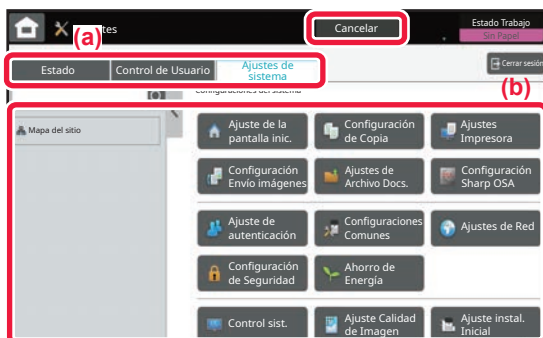 (a)
tes
Cancelar
Estado Trabajo
Sin Papel
Estado
Control de Usuario
Ajustes de
sistema
Cerrar sesión
(b)
Mapa del sitio
Ajuste de la
pantalla inic.
Configuración
de Copia
Ajustes
Impresora
Configuración
Envío imágenes
Ajustes de
Archivo Docs.
Configuración
Sharp OSA
Ajuste de
autenticación
Configuraciones
Comunes
Ajustes de Red
Configuración
de Seguridad
Ahorro de
Energía
Control sist.
Ajuste Calidad
de Imagen
Ajuste instal.
Inicial